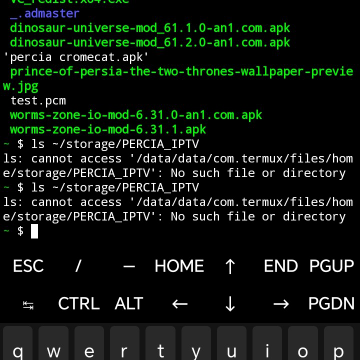 vc_redist.x64.exe
_.admaster
dinosaur-universe-mod_61.1.0-an1.com.apk
dinosaur-universe-mod_61.2.0-an1.com.apk
'percia cromecat.apk'
prince-of-persia-the-two-thrones-wallpaper-previe
w.jpg
test.pcm
worms-zone-io-mod-6.31.0-an1.com.apk
worms-zone-io-mod-6.31.1.apk
~ $ ls ~/storage/PERCIA_IPTV
ls: cannot access '/data/data/com.termux/files/hom
e/storage/PERCIA_IPTV': No such file or directory
~ $ ls ~/storage/PERCIA_IPTV
ls: cannot access '/data/data/com.termux/files/hom
e/storage/PERCIA_IPTV': No such file or directory
~ $
ESC / — HOME ↑ END PGUP
↹ CTRL ALT ← ↓ → PGDN
q w e r t y u i o p